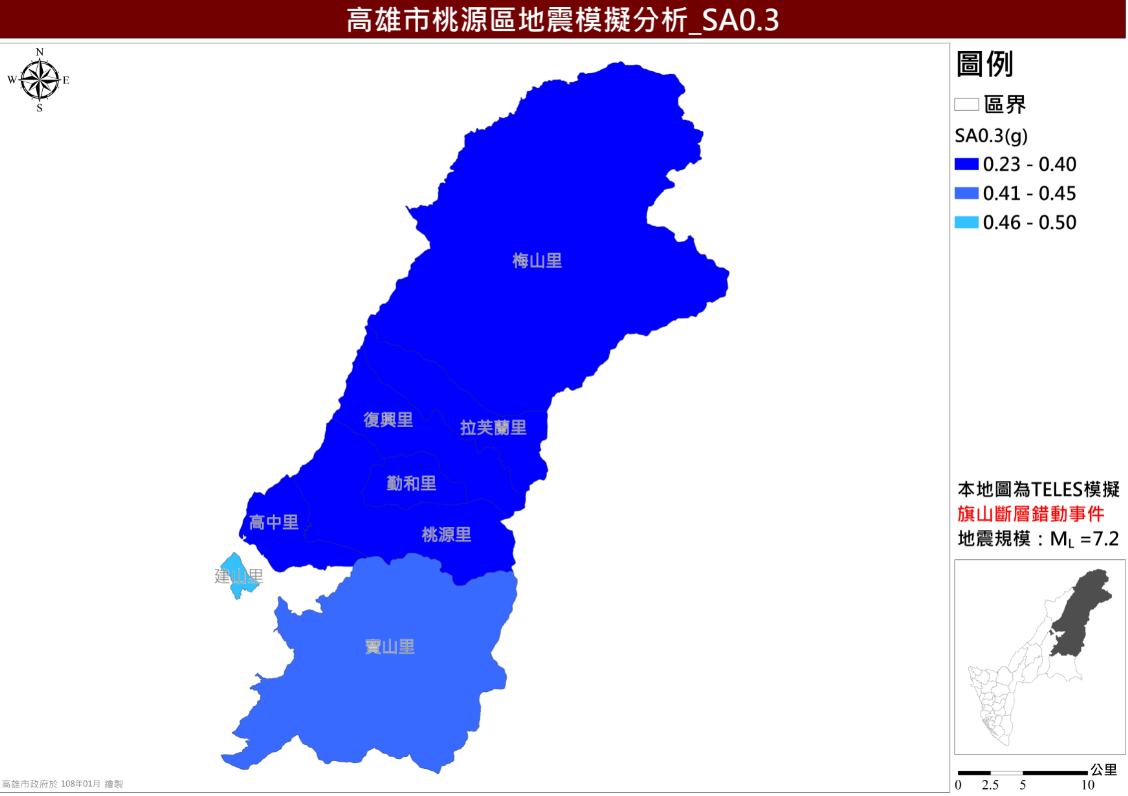 高雄市桃源區地震模擬分析_SA0.3
N
W E
S
圖例
區界
SA0.3(g)
0.23 - 0.40
0.41 - 0.45
0.46 - 0.50
梅山里
復興里
拉芙蘭里
勤和里
高中里
桃源里
建山里
寶山里
本地圖為TELES模擬
旗山斷層錯動事件
地震規模：ML =7.2
公里
0 2.5 5 10
高雄市政府於 108年01月 繪製